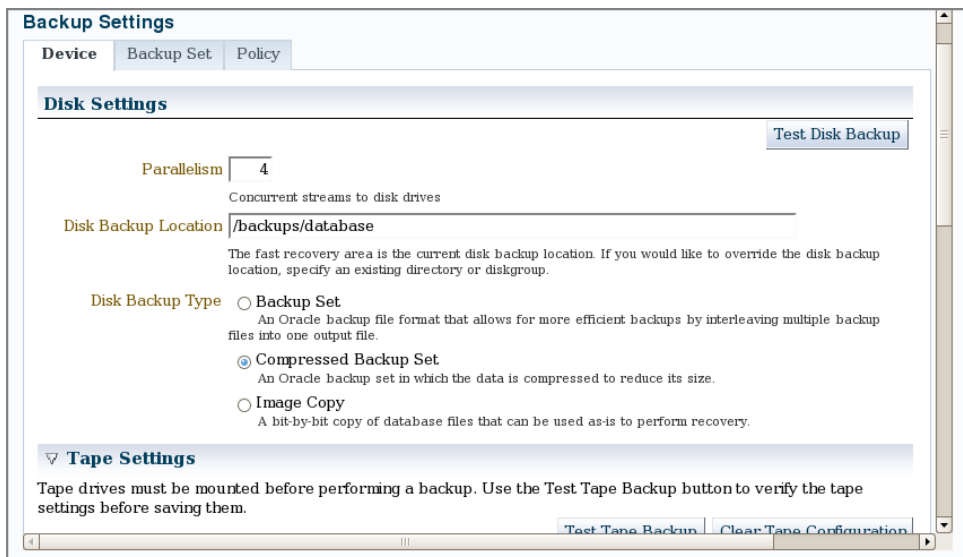 Backup Settings
Device Backup Set Policy
Disk Settings
Test Disk Backup
Parallelism 4
Concurrent streams to disk drives
Disk Backup Location /backups/database
The fast recovery area is the current disk backup location. If you would like to override the disk backup
location, specify an existing directory or diskgroup.
Disk Backup Type Backup Set
An Oracle backup file format that allows for more efficient backups by interleaving multiple backup
files into one output file.
Compressed Backup Set
An Oracle backup set in which the data is compressed to reduce its size.
Image Copy
A bit-by-bit copy of database files that can be used as-is to perform recovery.
Tape Settings
Tape drives must be mounted before performing a backup. Use the Test Tape Backup button to verify the tape
settings before saving them.
Test Tape Backup Clear Tape Configuration